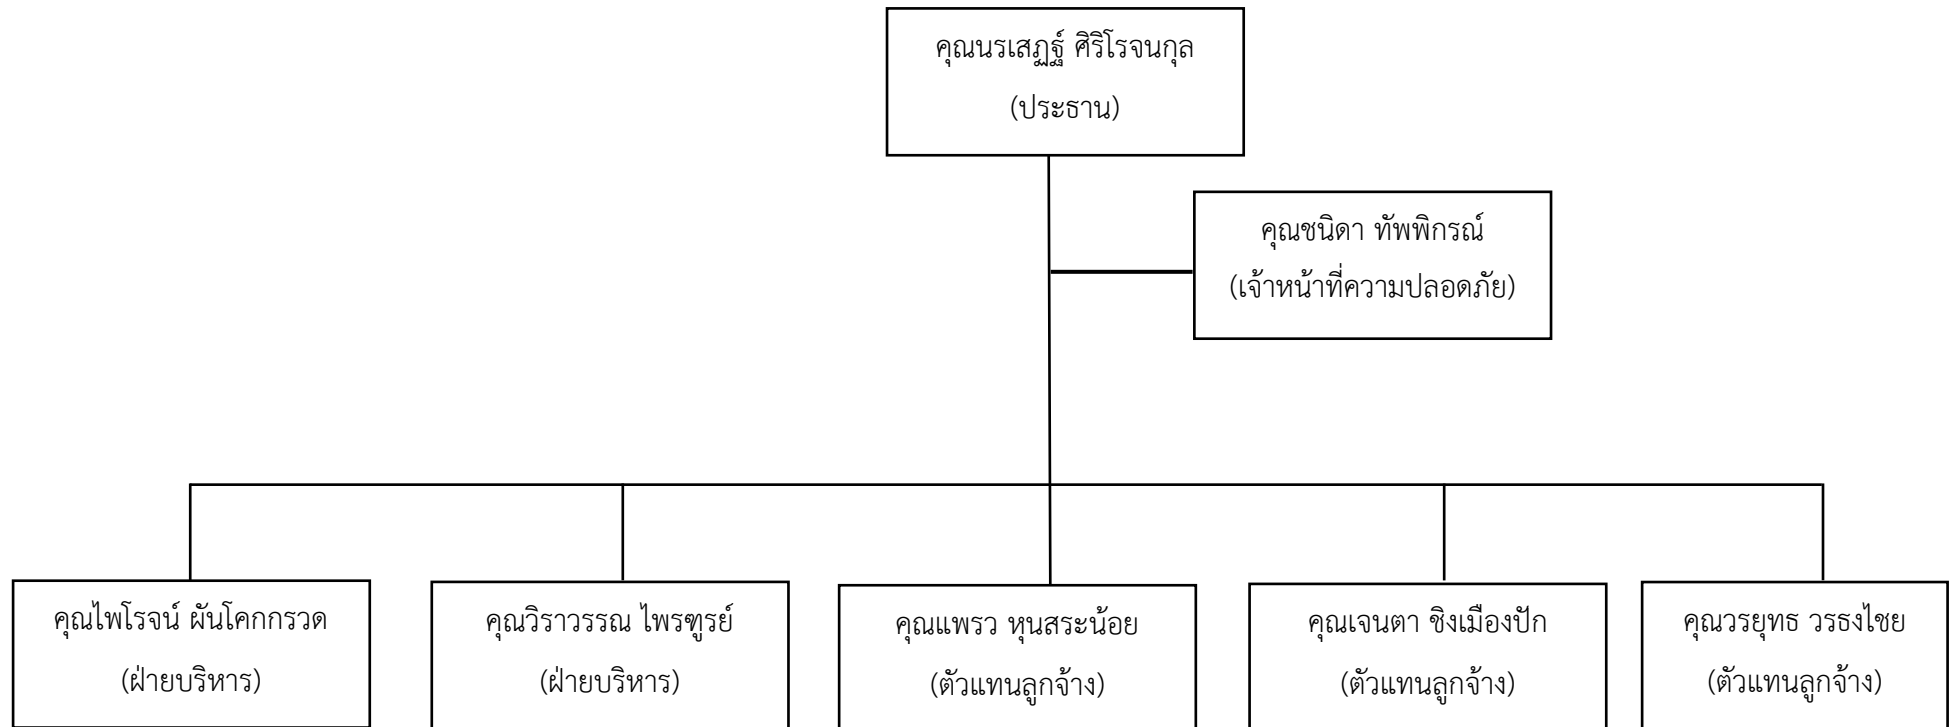 คุณนรเสฏฐ์ ศิริโรจนกุล
(ประธาน)
คุณชนิดา ทัพพิกรณ์
(เจ้าหน้าที่ความปลอดภัย)
คุณไพโรจน์ ผันโคกกรวด
(ฝ่ายบริหาร)
คุณวิราวรรณ ไพรฑูรย์
(ฝ่ายบริหาร)
คุณแพรว หุนสระน้อย
(ตัวแทนลูกจ้าง)
คุณเจนตา ชิงเมืองปัก
(ตัวแทนลูกจ้าง)
คุณวรยุทธ วรธงไชย
(ตัวแทนลูกจ้าง)